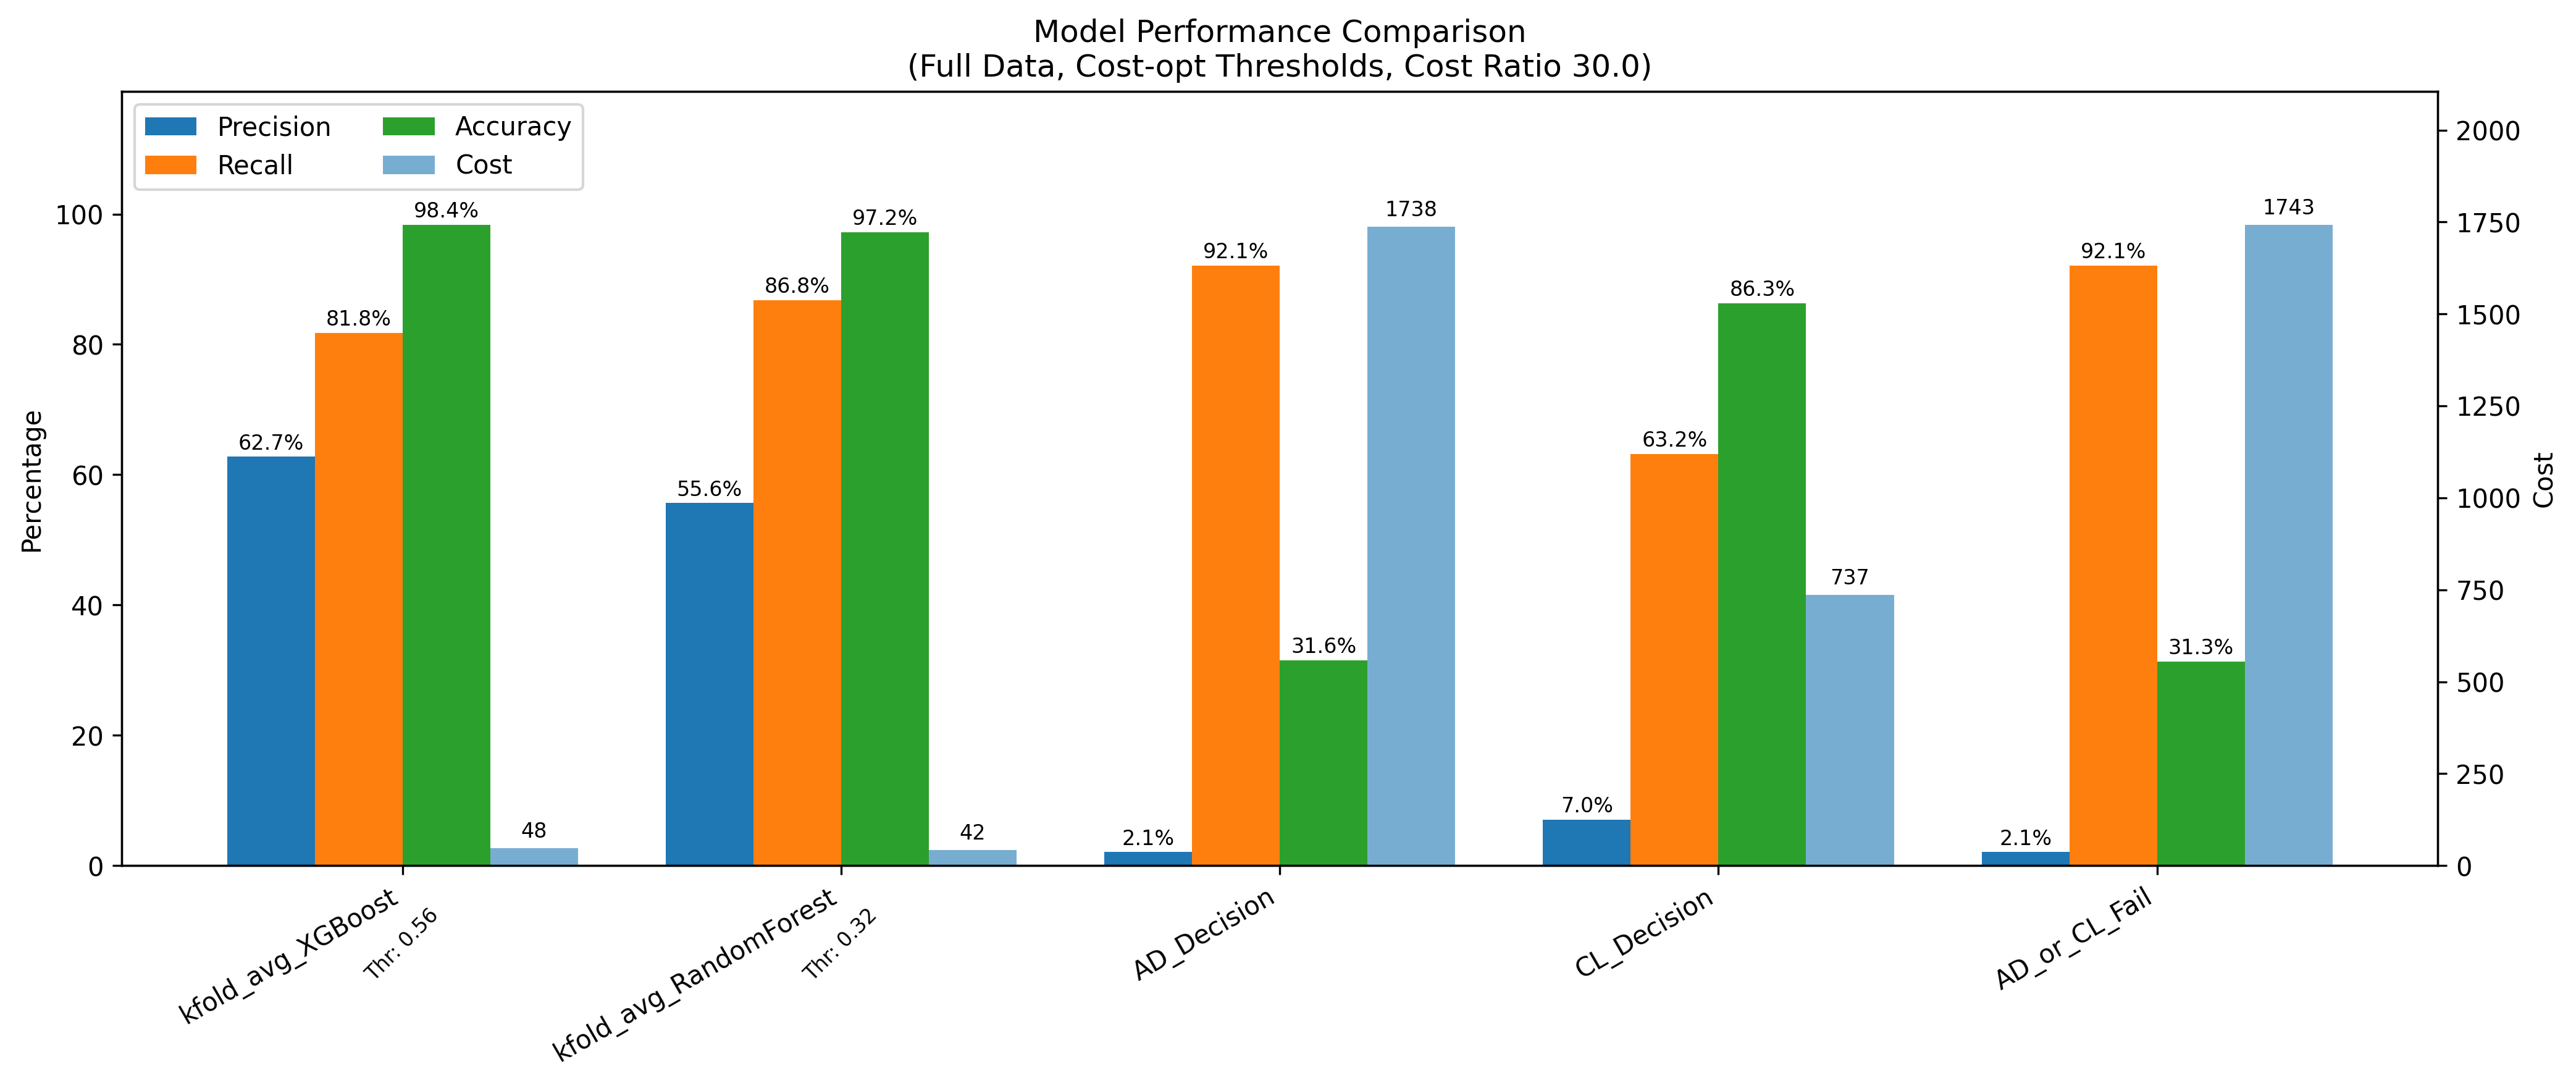 Model Performance Comparison
(Full Data, Cost-opt Thresholds, Cost Ratio 30.0)
Precision
Recall
Accuracy
Cost
Percentage
0
20
40
60
80
100
Cost
0
250
500
750
1000
1250
1500
1750
2000
62.7%
81.8%
98.4%
48
55.6%
86.8%
97.2%
42
2.1%
92.1%
31.6%
1738
7.0%
63.2%
86.3%
737
2.1%
92.1%
31.3%
1743
kfold_avg_XGBoost
Thr: 0.56
kfold_avg_RandomForest
Thr: 0.32
AD_Decision
CL_Decision
AD_or_CL_Fail